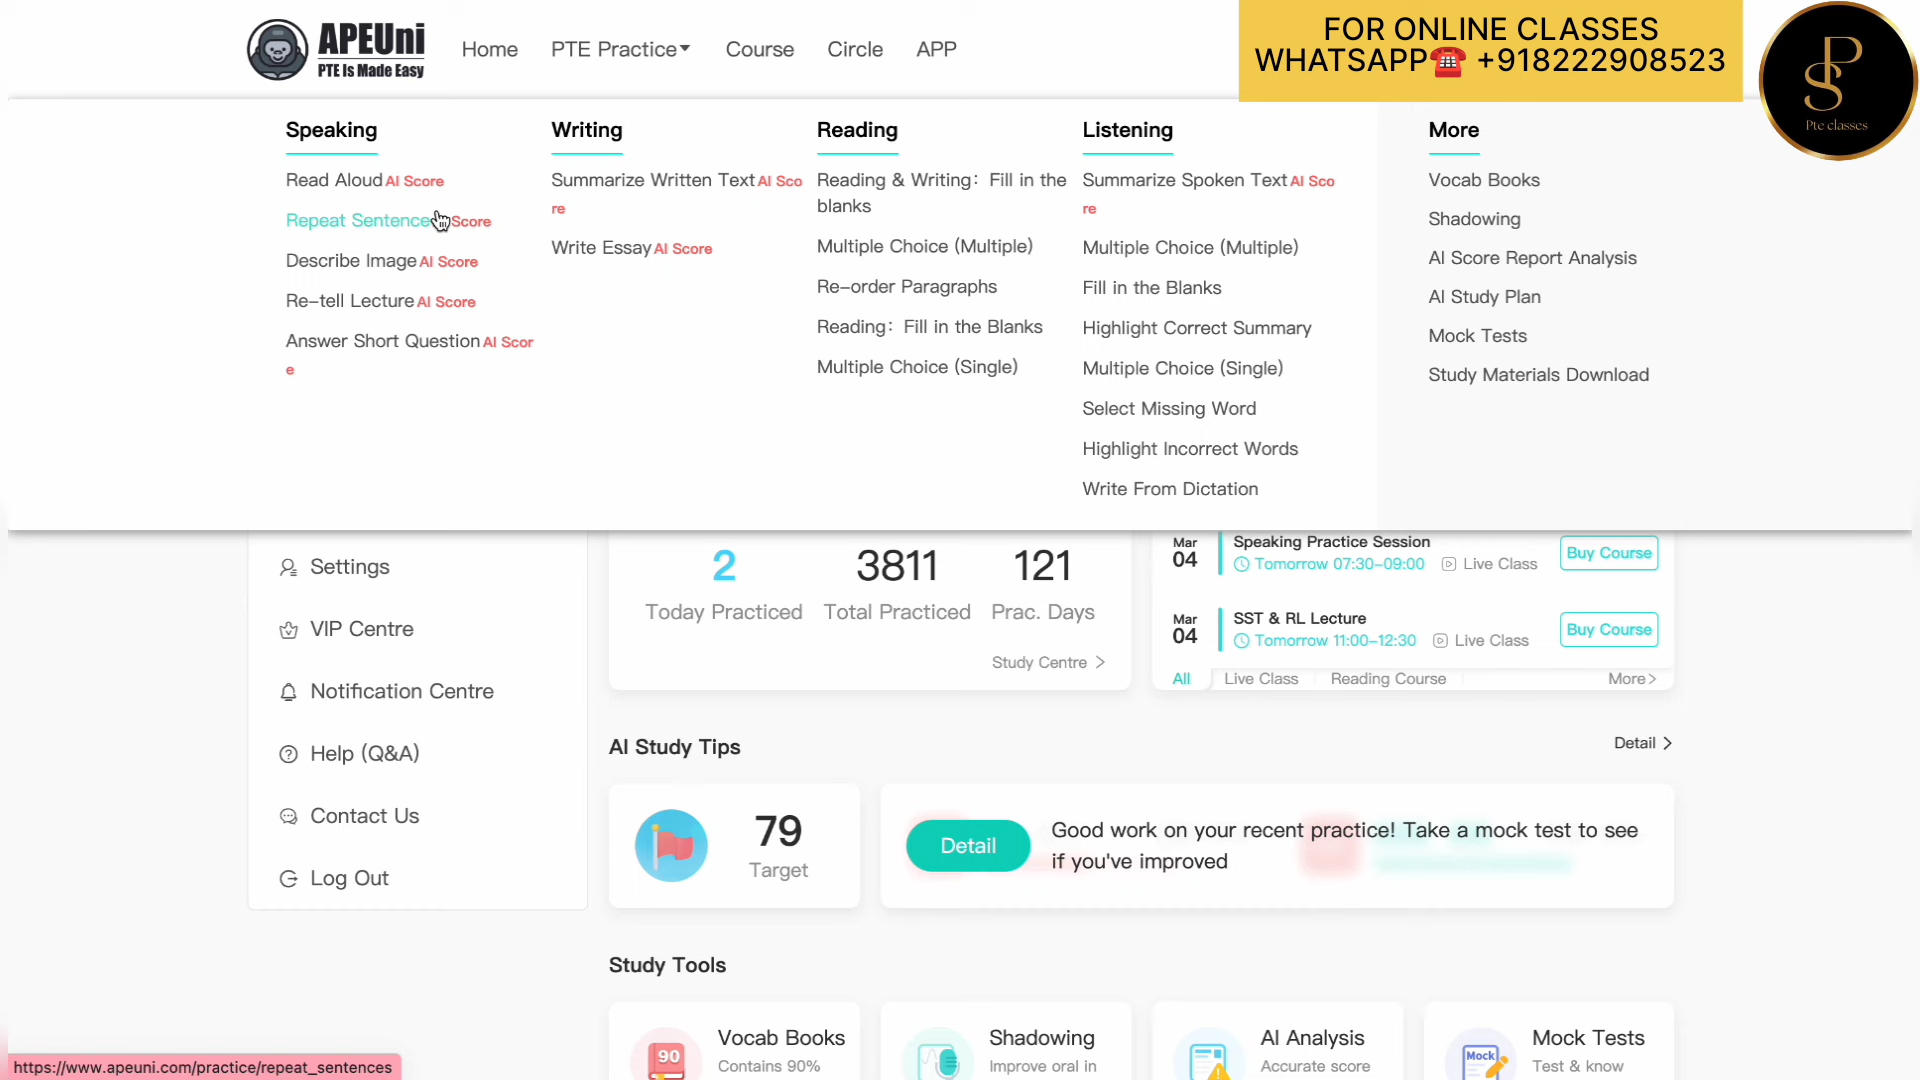 APEUni
PTE Is Made Easy
Home
PTE Practice
Course
Circle
APP
FOR ONLINE CLASSES
WHATSAPP☎️ +918222908523
SP
Pte classes
Speaking
Read Aloud AI Score
Repeat Sentence Score
Describe Image AI Score
Re-tell Lecture AI Score
Answer Short Question AI Scor
e
Writing
Summarize Written Text AI Sco
re
Write Essay AI Score
Reading
Reading & Writing: Fill in the
blanks
Multiple Choice (Multiple)
Re-order Paragraphs
Reading: Fill in the Blanks
Multiple Choice (Single)
Listening
Summarize Spoken Text AI Sco
re
Multiple Choice (Multiple)
Fill in the Blanks
Highlight Correct Summary
Multiple Choice (Single)
Select Missing Word
Highlight Incorrect Words
Write From Dictation
More
Vocab Books
Shadowing
AI Score Report Analysis
AI Study Plan
Mock Tests
Study Materials Download
Settings
VIP Centre
Notification Centre
Help (Q&A)
Contact Us
Log Out
2
Today Practiced
3811
Total Practiced
121
Prac. Days
Study Centre >
Mar
04
Speaking Practice Session
Tomorrow 07:30-09:00 Live Class
Buy Course
Mar
04
SST & RL Lecture
Tomorrow 11:00-12:30 Live Class
Buy Course
All
Live Class
Reading Course
More >
AI Study Tips
Detail >
79
Target
Detail
Good work on your recent practice! Take a mock test to see
if you've improved
Study Tools
90
Vocab Books
Contains 90%
Shadowing
Improve oral in
AI Analysis
Accurate score
Mock
Mock Tests
Test & know
https://www.apeuni.com/practice/repeat_sentences